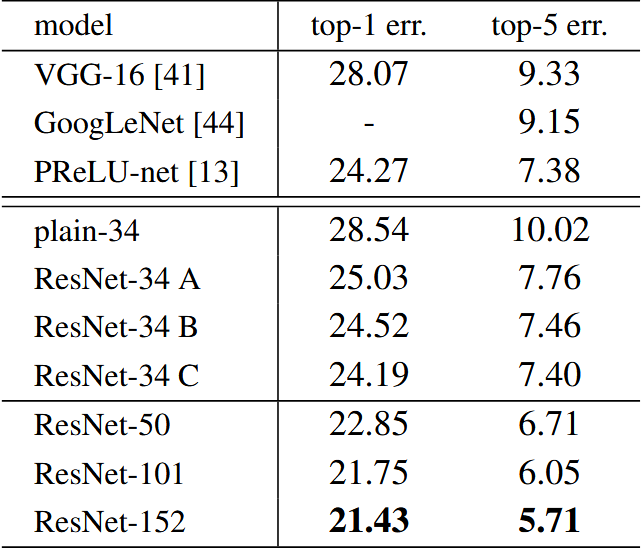 model top-1 err. top-5 err.
VGG-16 [41] 28.07 9.33
GoogLeNet [44] - 9.15
PReLU-net [13] 24.27 7.38
plain-34 28.54 10.02
ResNet-34 A 25.03 7.76
ResNet-34 B 24.52 7.46
ResNet-34 C 24.19 7.40
ResNet-50 22.85 6.71
ResNet-101 21.75 6.05
ResNet-152 21.43 5.71